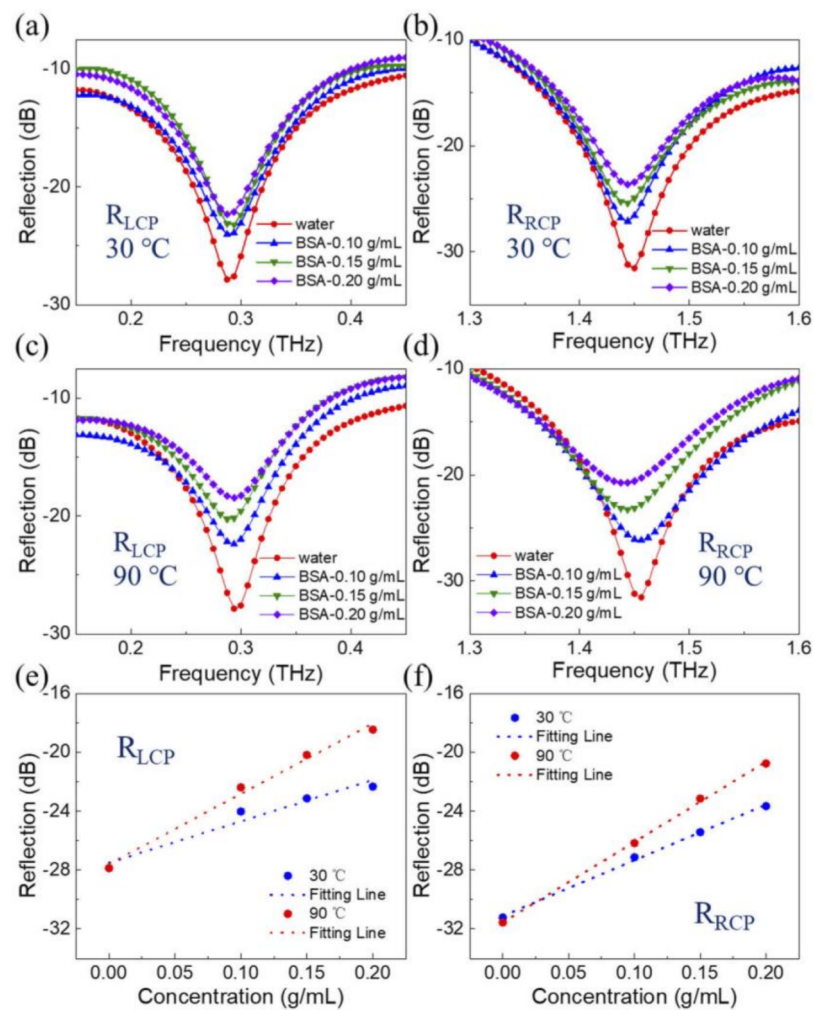 (a)
-10
-20
-30
Reflection (dB)
R_LCP
30 ℃
water
BSA-0.10 g/mL
BSA-0.15 g/mL
BSA-0.20 g/mL
0.2 0.3 0.4
Frequency (THz)
(b)
-10
-20
-30
Reflection (dB)
R_RCP
30 ℃
water
BSA-0.10 g/mL
BSA-0.15 g/mL
BSA-0.20 g/mL
1.3 1.4 1.5 1.6
Frequency (THz)
(c)
-10
-20
-30
Reflection (dB)
R_LCP
90 ℃
water
BSA-0.10 g/mL
BSA-0.15 g/mL
BSA-0.20 g/mL
0.2 0.3 0.4
Frequency (THz)
(d)
-10
-20
-30
Reflection (dB)
R_RCP
90 ℃
water
BSA-0.10 g/mL
BSA-0.15 g/mL
BSA-0.20 g/mL
1.3 1.4 1.5 1.6
Frequency (THz)
(e)
-16
-20
-24
-28
-32
Reflection (dB)
R_LCP
30 ℃
Fitting Line
90 ℃
Fitting Line
0.00 0.05 0.10 0.15 0.20
Concentration (g/mL)
(f)
-16
-20
-24
-28
-32
Reflection (dB)
30 ℃
Fitting Line
90 ℃
Fitting Line
R_RCP
0.00 0.05 0.10 0.15 0.20
Concentration (g/mL)